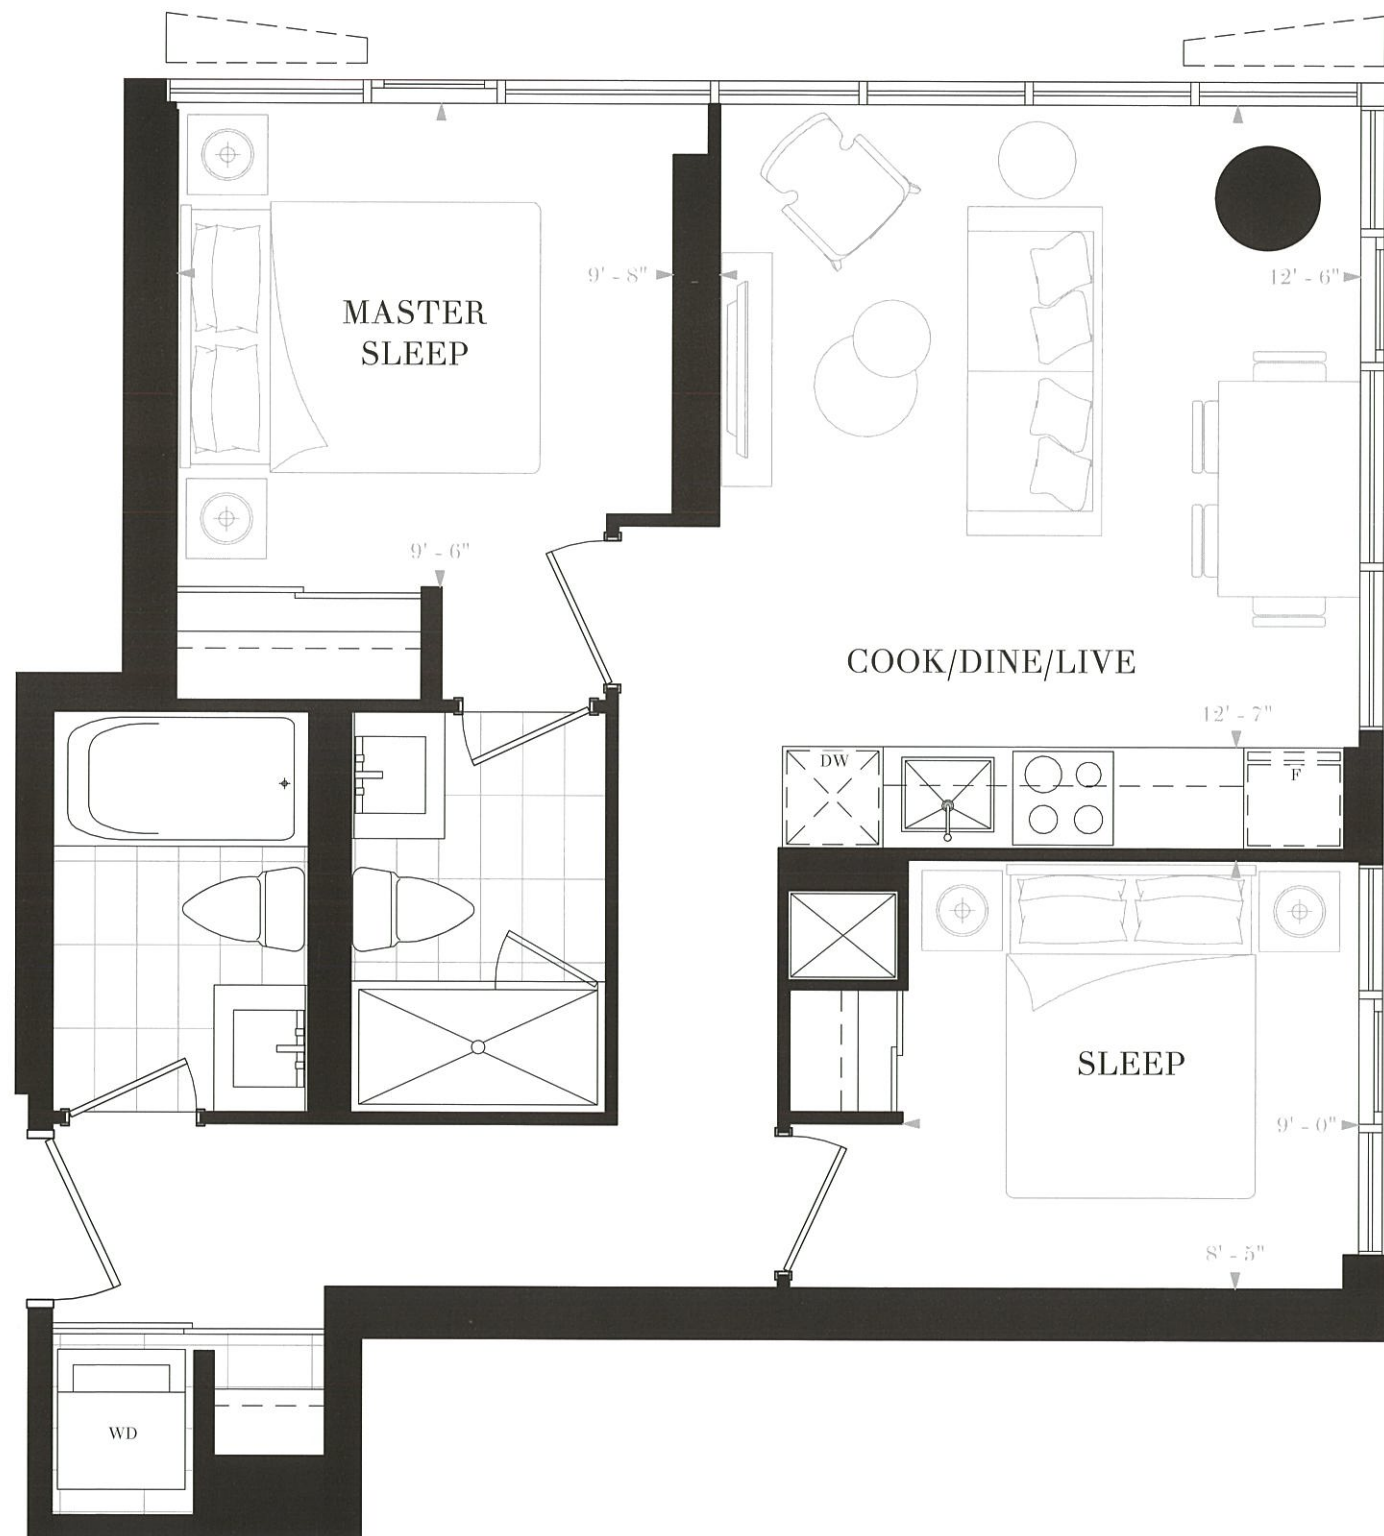 9' - 8"
12' - 6"
MASTER
SLEEP
9' - 6"
COOK/DINE/LIVE
12' - 7"
DW
F
SLEEP
9' - 0"
8' - 5"
WD